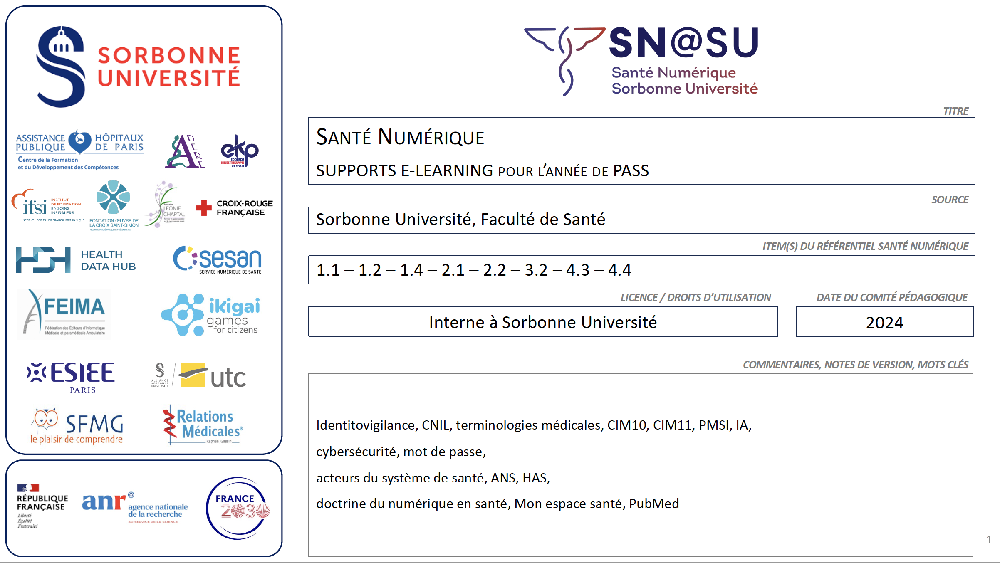 SORBONNE
UNIVERSITÉ
ASSISTANCE PUBLIQUE HÔPITAUX DE PARIS
Centre de la Formation
et du Développement des Compétences
ADERE
ekp
ÉCOLE DE
KINÉSITHÉRAPIE
DE PARIS
ifsi
INSTITUT
DE FORMATION
EN SOINS
INFIRMIERS
INSTITUT HOSPITALIER FRANCO-BRITANNIQUE
FONDATION ŒUVRE DE
LA CROIX SAINT-SIMON
Fondation
LEONIE
CHAPTAL
CROIX-ROUGE
FRANÇAISE
HEALTH
DATA HUB
sesan
SERVICE NUMÉRIQUE DE SANTÉ
FEIMA
Fédération des Éditeurs d'Informatique
Médicale et paramédicale Ambulatoire
ikigai
games
for citizens
ESIEE
PARIS
ALLIANCE
SORBONNE
UNIVERSITÉ
utc
SFMG
le plaisir de comprendre
Relations
Médicales®
Raphaël Gassin
RÉPUBLIQUE
FRANÇAISE
Liberté
Égalité
Fraternité
anr
agence nationale
de la recherche
AU SERVICE DE LA SCIENCE
FRANCE
2030
SN@SU
Santé Numérique
Sorbonne Université
TITRE
SANTÉ NUMÉRIQUE
SUPPORTS E-LEARNING POUR L'ANNÉE DE PASS
SOURCE
Sorbonne Université, Faculté de Santé
ITEM(S) DU RÉFÉRENTIEL SANTÉ NUMÉRIQUE
1.1 – 1.2 – 1.4 – 2.1 – 2.2 – 3.2 – 4.3 – 4.4
LICENCE / DROITS D'UTILISATION
Interne à Sorbonne Université
DATE DU COMITÉ PÉDAGOGIQUE
2024
COMMENTAIRES, NOTES DE VERSION, MOTS CLÉS
Identitovigilance, CNIL, terminologies médicales, CIM10, CIM11, PMSI, IA,
cybersécurité, mot de passe,
acteurs du système de santé, ANS, HAS,
doctrine du numérique en santé, Mon espace santé, PubMed
1